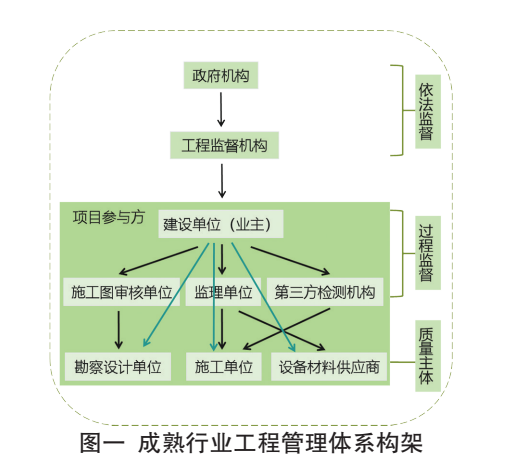 政府机构
依法监督
工程监督机构
项目参与方
建设单位（业主）
过程监督
施工图审核单位
监理单位
第三方检测机构
质量主体
勘察设计单位
施工单位
设备材料供应商
图一 成熟行业工程管理体系构架